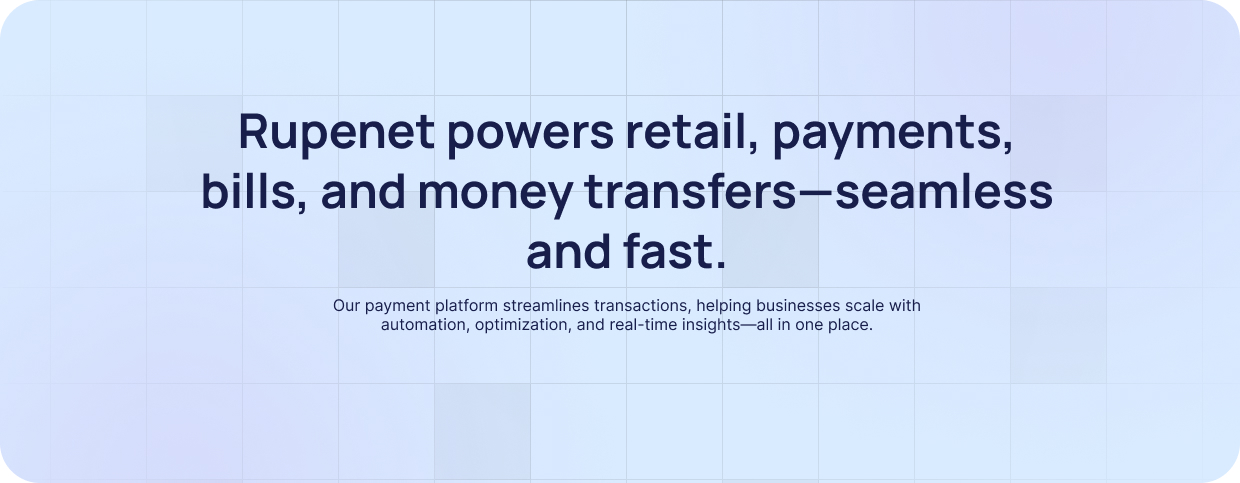 Rupenet powers retail, payments,
bills, and money transfers—seamless
and fast.
Our payment platform streamlines transactions, helping businesses scale with
automation, optimization, and real-time insights—all in one place.